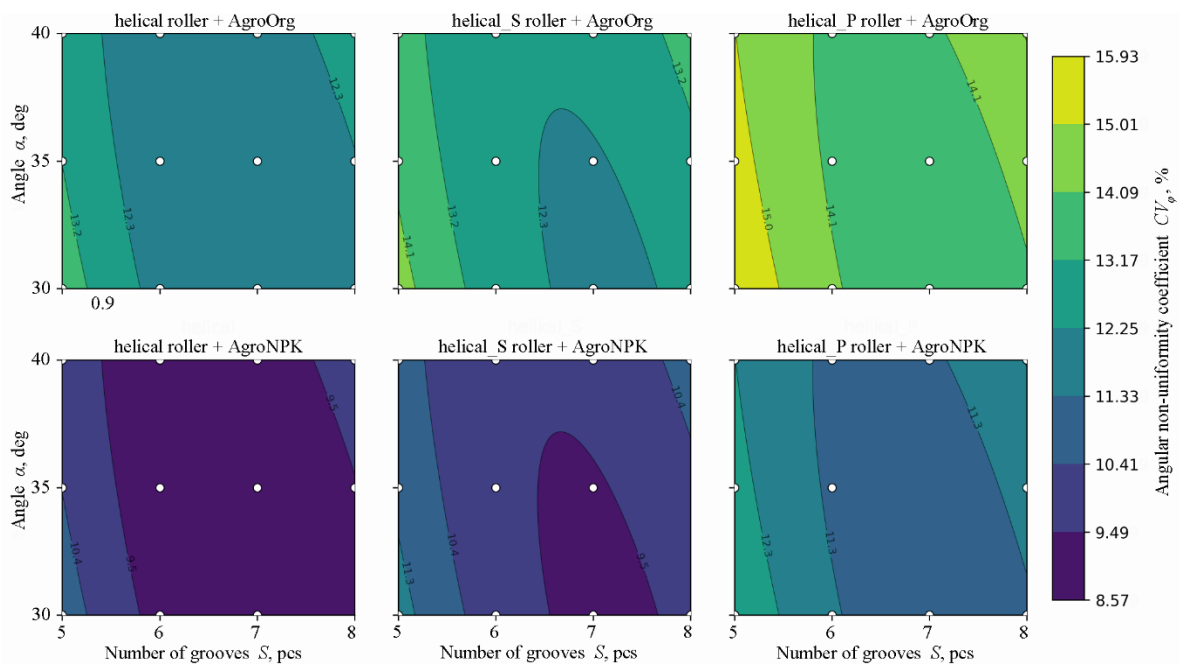 helical roller + AgroOrg
helical_S roller + AgroOrg
helical_P roller + AgroOrg
40
35
30
Angle α, deg
13.2
12.3
12.3
0.9
14.1
13.2
12.3
13.2
15.0
14.1
14.1
helical roller + AgroNPK
helical_S roller + AgroNPK
helical_P roller + AgroNPK
40
35
30
Angle α, deg
10.4
9.5
9.5
11.3
10.4
9.5
10.4
12.3
11.3
11.3
5 6 7 8
5 6 7 8
5 6 7 8
Number of grooves S, pcs
Number of grooves S, pcs
Number of grooves S, pcs
15.93
15.01
14.09
13.17
12.25
11.33
10.41
9.49
8.57
Angular non-uniformity coefficient CVφ, %